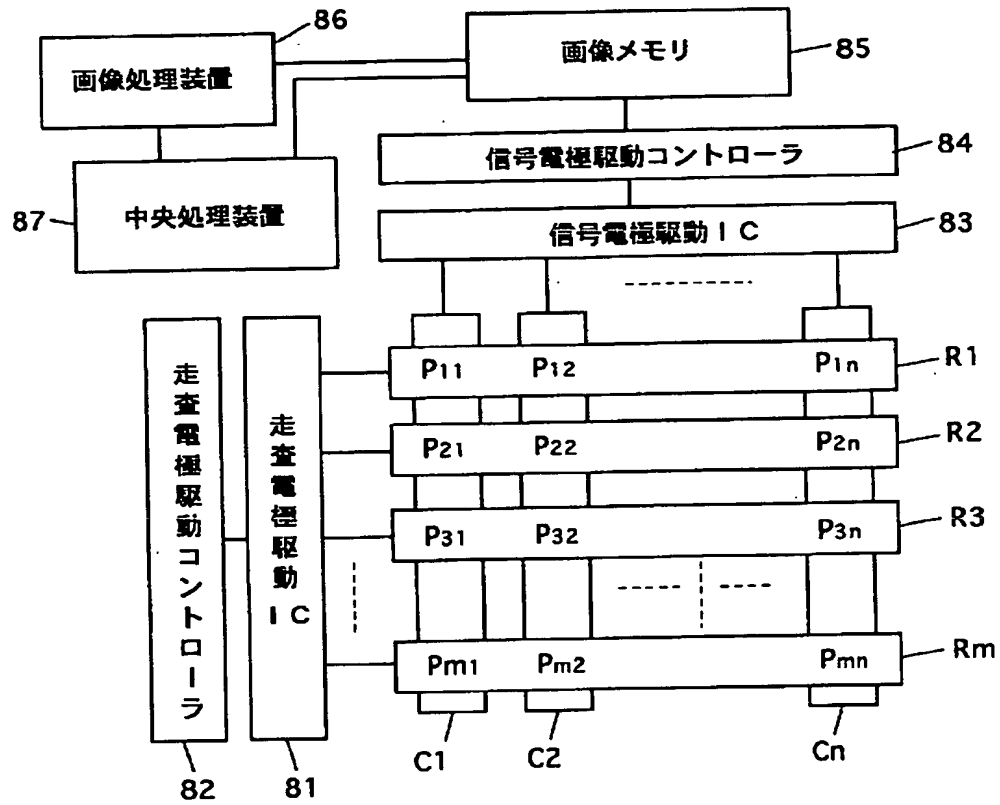 86
画像処理装置
画像メモリ
85
信号電極駆動コントローラ
84
87
中央処理装置
信号電極駆動IC
83
走査電極駆動コントローラ
走査電極駆動IC
P11 P12 P1n
R1
P21 P22 P2n
R2
P31 P32 P3n
R3
Pm1 Pm2 Pmn
Rm
C1 C2 Cn
82 81